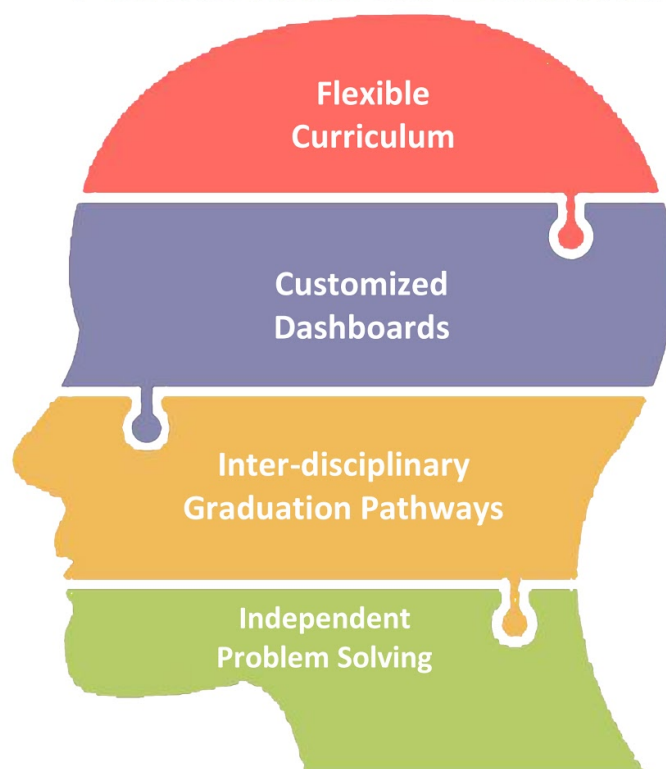 Flexible
Curriculum
Customized
Dashboards
Inter-disciplinary
Graduation Pathways
Independent
Problem Solving